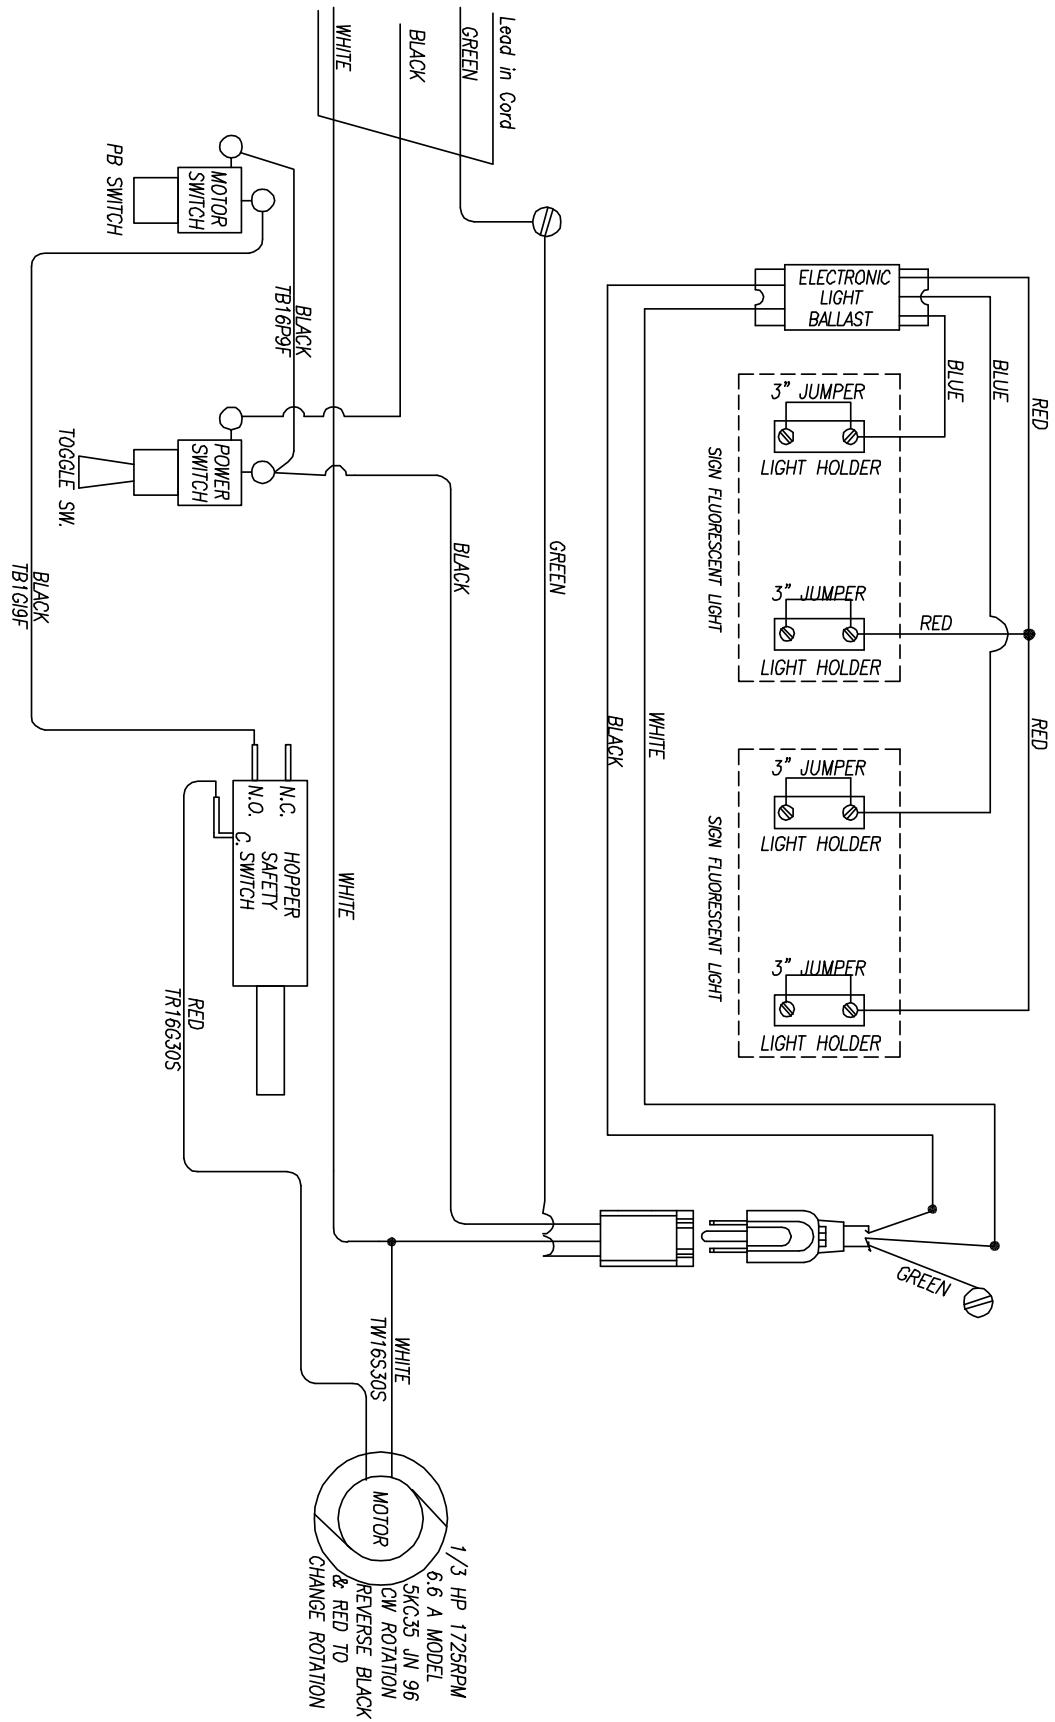 Lead in Cord
GREEN
BLACK
WHITE
MOTOR
SWITCH
PB SWITCH
BLACK
TB16P9F
POWER
SWITCH
TOGGLE SW.
BLACK
TB1GI9F
BLACK
GREEN
ELECTRONIC
LIGHT
BALLAST
BLUE
BLUE
RED
3" JUMPER
LIGHT HOLDER
SIGN FLUORESCENT LIGHT
3" JUMPER
LIGHT HOLDER
RED
RED
3" JUMPER
LIGHT HOLDER
SIGN FLUORESCENT LIGHT
3" JUMPER
LIGHT HOLDER
WHITE
BLACK
N.C.
N.O.
C.
HOPPER
SAFETY
SWITCH
WHITE
RED
TR16G30S
GREEN
WHITE
TW16S30S
MOTOR
1/3 HP 1725RPM
6.6 A MODEL
5KC35 JN 96
CW ROTATION
REVERSE BLACK
& RED TO
CHANGE ROTATION